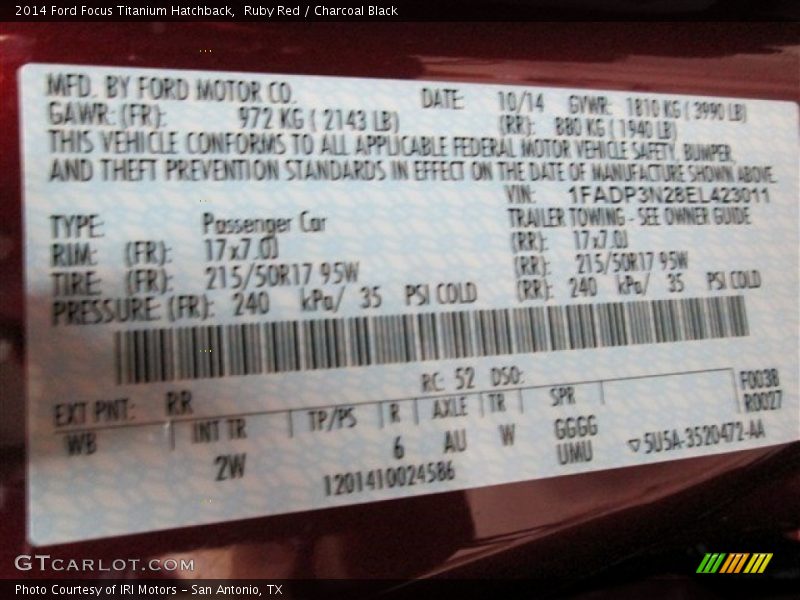 2014 Ford Focus Titanium Hatchback, Ruby Red / Charcoal Black
MFD. BY FORD MOTOR CO.
DATE: 10/14 GVWR: 1810 KG ( 3990 LB)
GAWR: (FR): 972 KG ( 2143 LB) (RR): 880 KG ( 1940 LB)
THIS VEHICLE CONFORMS TO ALL APPLICABLE FEDERAL MOTOR VEHICLE SAFETY, BUMPER,
AND THEFT PREVENTION STANDARDS IN EFFECT ON THE DATE OF MANUFACTURE SHOWN ABOVE.
VIN: 1FADP3N28EL423011
TYPE: Passenger Car TRAILER TOWING - SEE OWNER GUIDE
RIM: (FR): 17x7.0J (RR): 17x7.0J
TIRE: (FR): 215/50R17 95W (RR): 215/50R17 95W
PRESSURE: (FR): 240 kPa/ 35 PSI COLD (RR): 240 kPa/ 35 PSI COLD
RC: 52 DSO: F0038
EXT PNT: RR R0027
WB INT TR TP/PS R AXLE TR SPR
2W 6 AU W GGGG
UMU ▽5U5A-3520472-AA
1201410024586
GTCARLOT.COM
Photo Courtesy of IRI Motors – San Antonio, TX